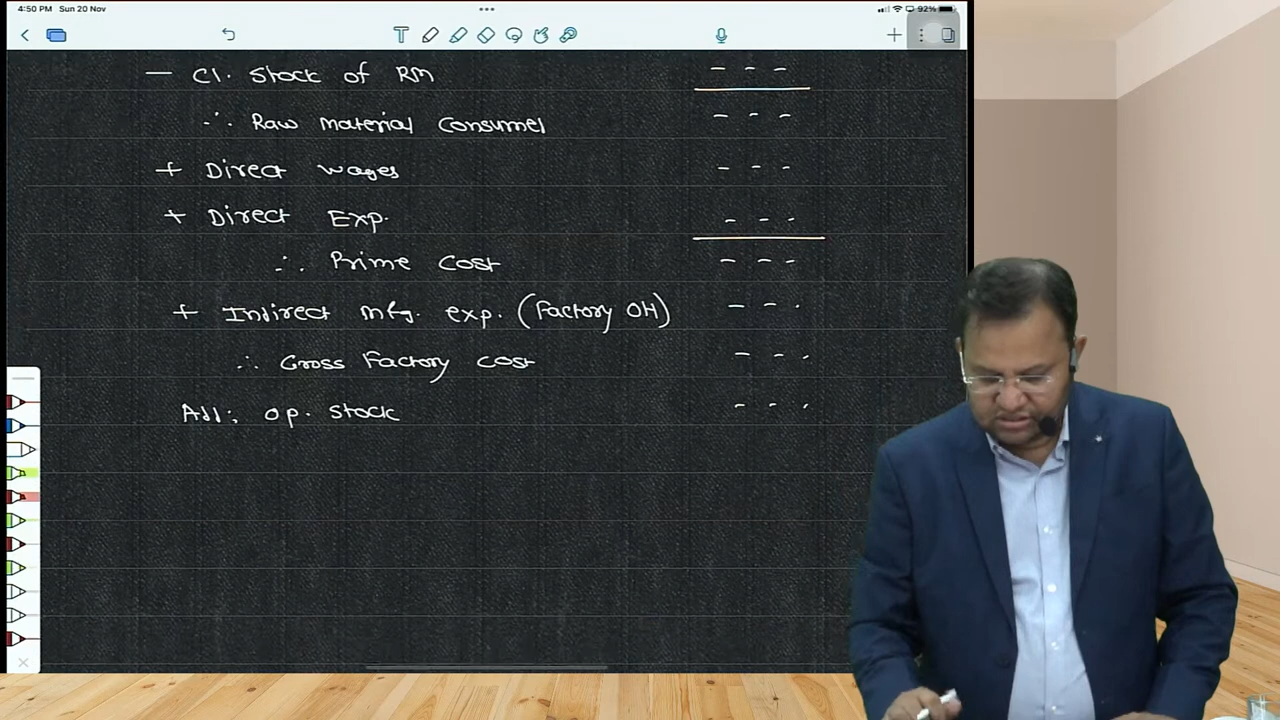 4:50 PM Sun 20 Nov
92%
— Cl. Stock of RM - - -
∴ Raw Material Consumed - - -
+ Direct wages - - -
+ Direct Exp. - - -
∴ Prime Cost - - -
+ Indirect Mfg. exp. (Factory OH) - - -
∴ Gross Factory Cost - - -
Add: Op. Stock - - -